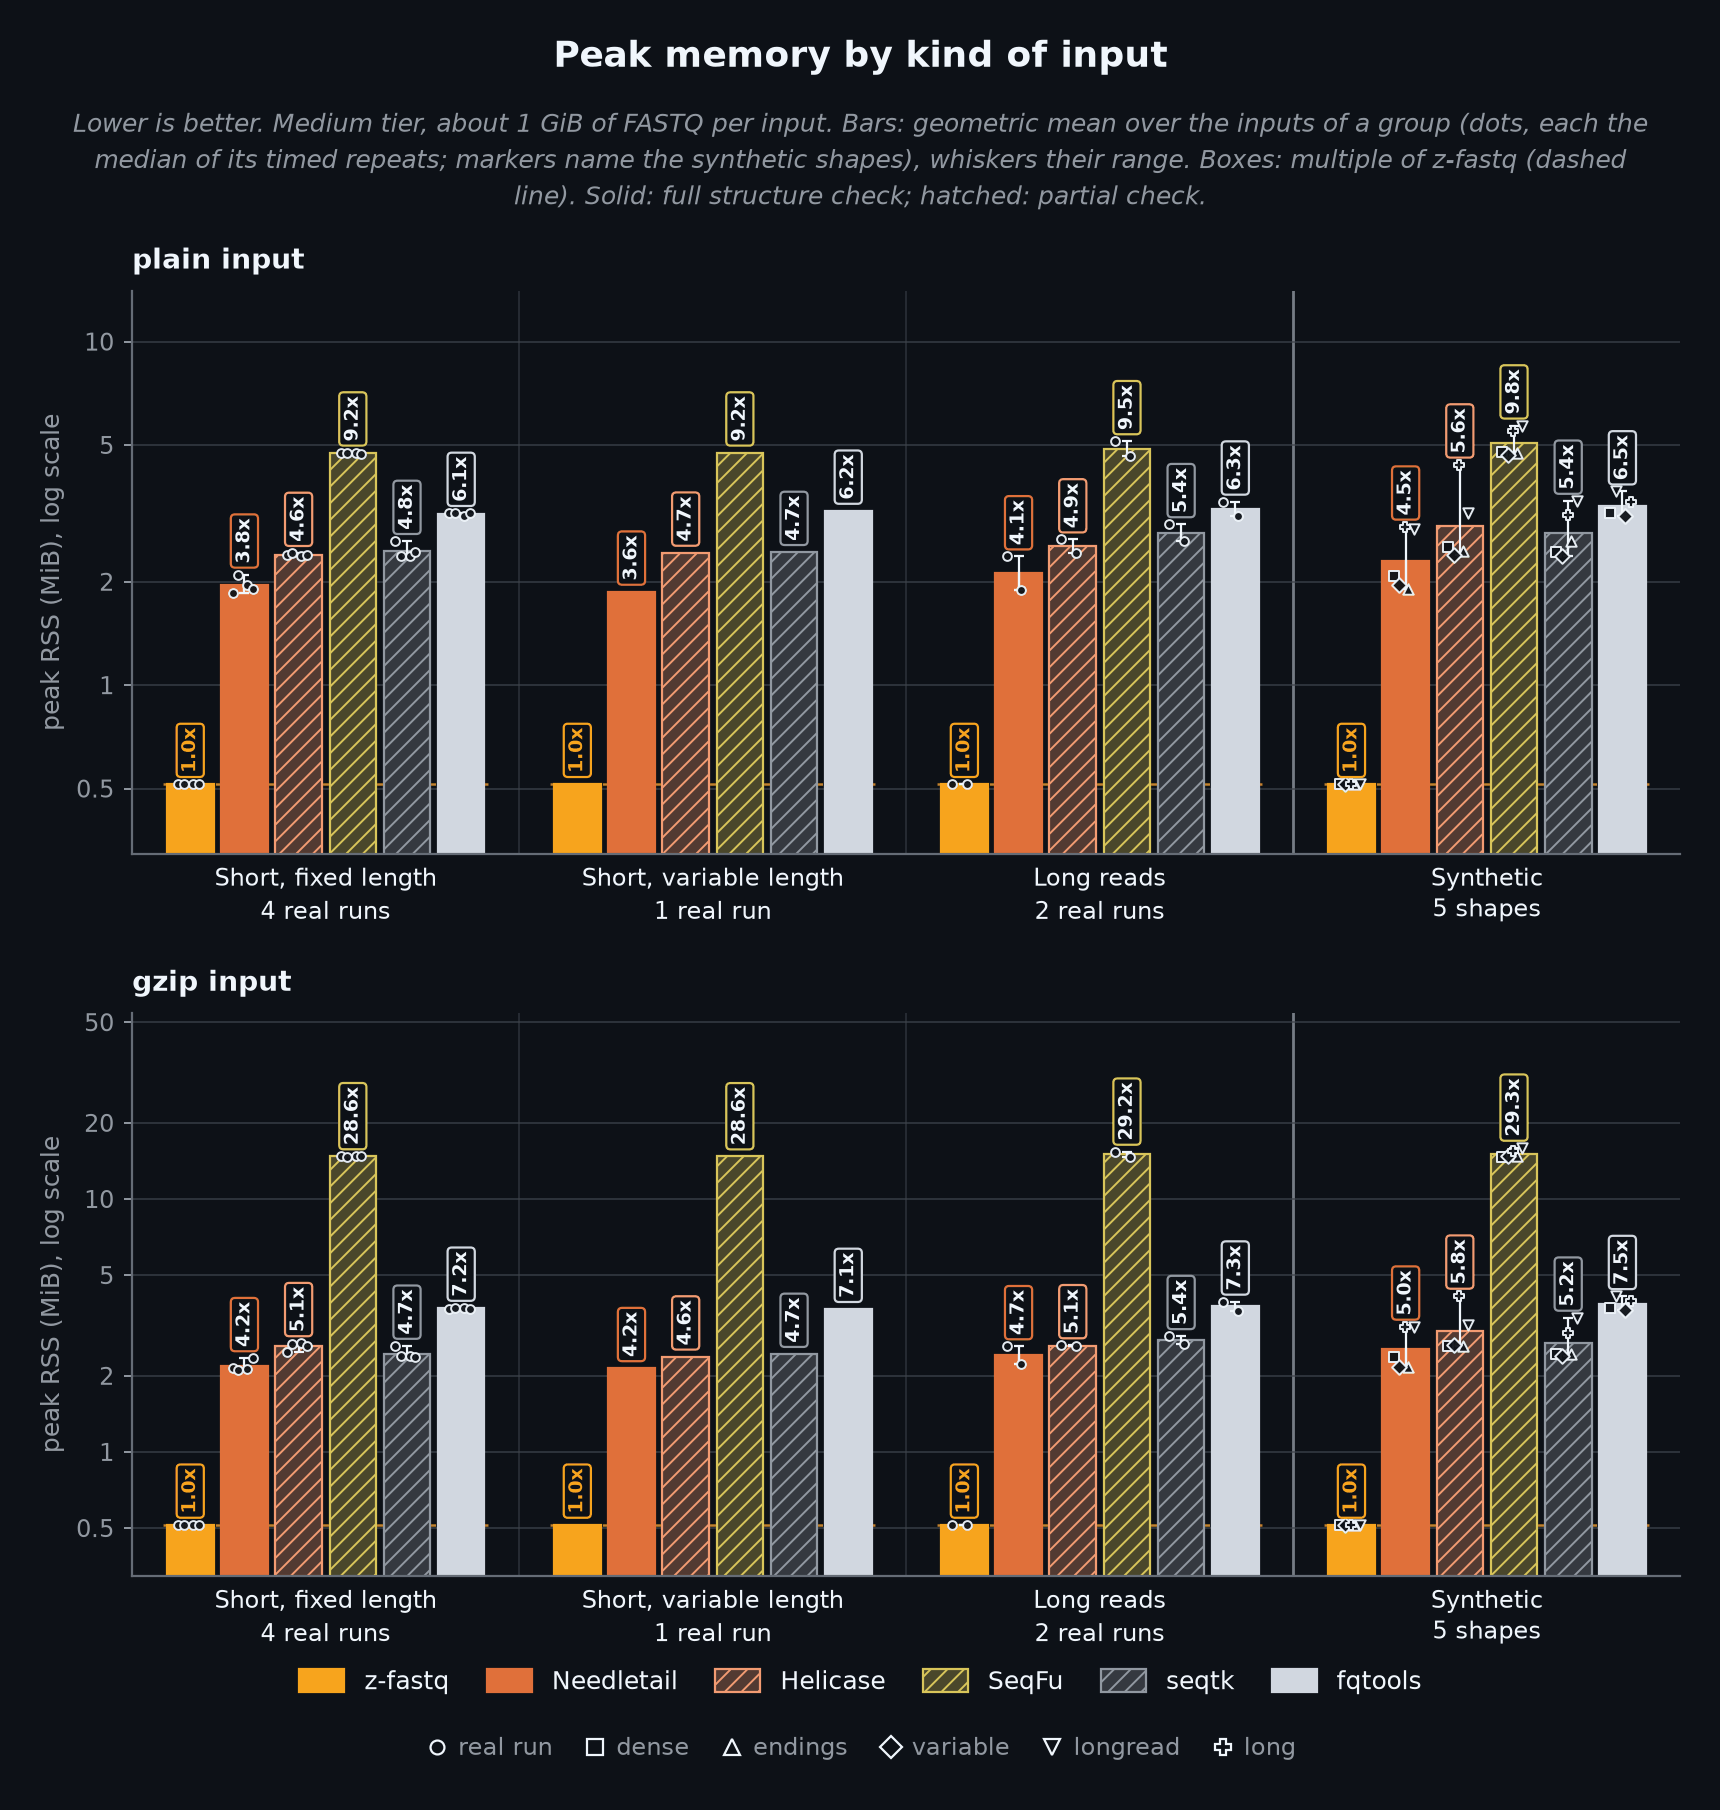 Peak memory by kind of input
Lower is better. Medium tier, about 1 GiB of FASTQ per input. Bars: geometric mean over the inputs of a group (dots, each the
median of its timed repeats; markers name the synthetic shapes), whiskers their range. Boxes: multiple of z-fastq (dashed
line). Solid: full structure check; hatched: partial check.
plain input
peak RSS (MiB), log scale
10
5
2
1
0.5
1.0x 3.8x 4.6x 9.2x 4.8x 6.1x
1.0x 3.6x 4.7x 9.2x 4.7x 6.2x
1.0x 4.1x 4.9x 9.5x 5.4x 6.3x
1.0x 4.5x 5.6x 9.8x 5.4x 6.5x
Short, fixed length
4 real runs
Short, variable length
1 real run
Long reads
2 real runs
Synthetic
5 shapes
gzip input
peak RSS (MiB), log scale
50
20
10
5
2
1
0.5
1.0x 4.2x 5.1x 28.6x 4.7x 7.2x
1.0x 4.2x 4.6x 28.6x 4.7x 7.1x
1.0x 4.7x 5.1x 29.2x 5.4x 7.3x
1.0x 5.0x 5.8x 29.3x 5.2x 7.5x
Short, fixed length
4 real runs
Short, variable length
1 real run
Long reads
2 real runs
Synthetic
5 shapes
z-fastq Needletail Helicase SeqFu seqtk fqtools
real run dense endings variable longread long